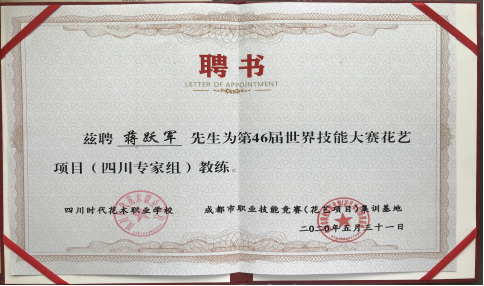 聘书
LETTER OF APPOINTMENT
兹聘 蒋跃军 先生为第46届世界技能大赛花艺
项目（四川专家组）教练。
四川时代花木职业学校 成都市职业技能竞赛(花艺项目)集训基地
二〇二〇年五月三十一日